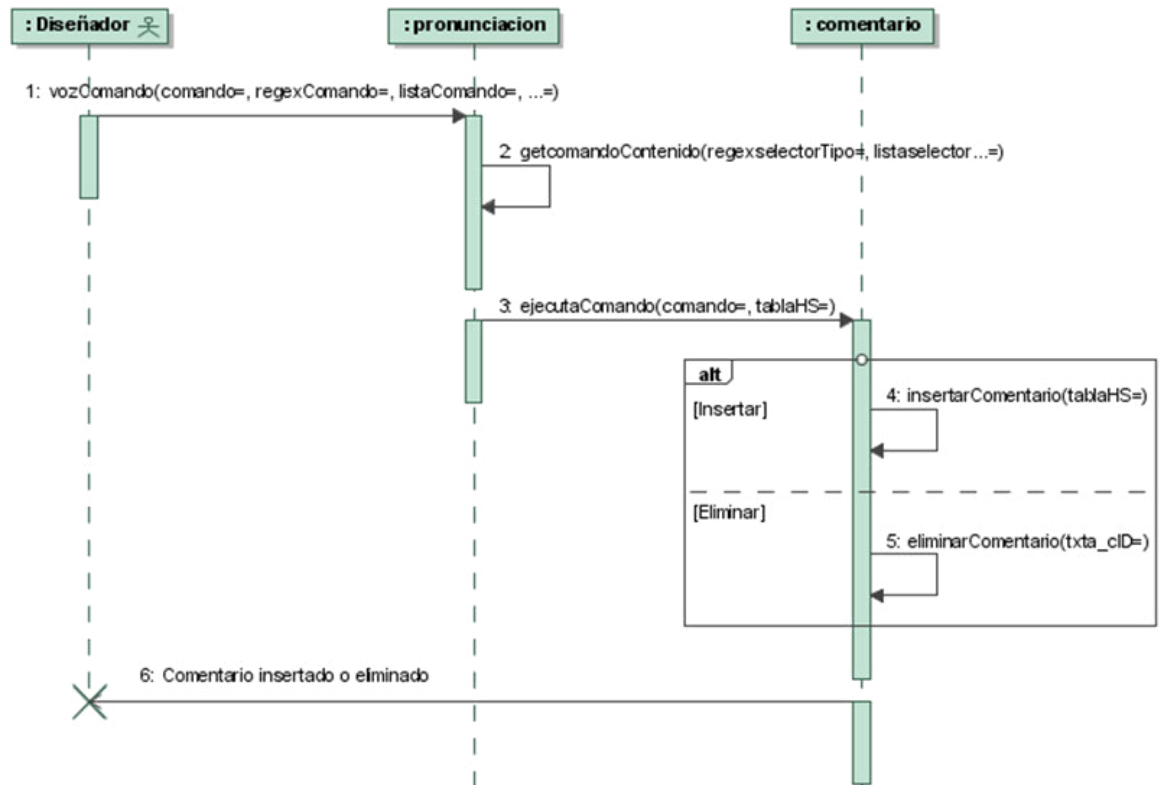 : Diseñador
: pronunciacion
: comentario
1: vozComando(comando=, regexComando=, listaComando=, ...=)
2: getcomandoContenido(regexselectorTipo=, listaselector...=)
3: ejecutaComando(comando=, tablaHS=)
alt
4: insertarComentario(tablaHS=)
[Insertar]
[Eliminar]
5: eliminarComentario(txta_cID=)
6: Comentario insertado o eliminado